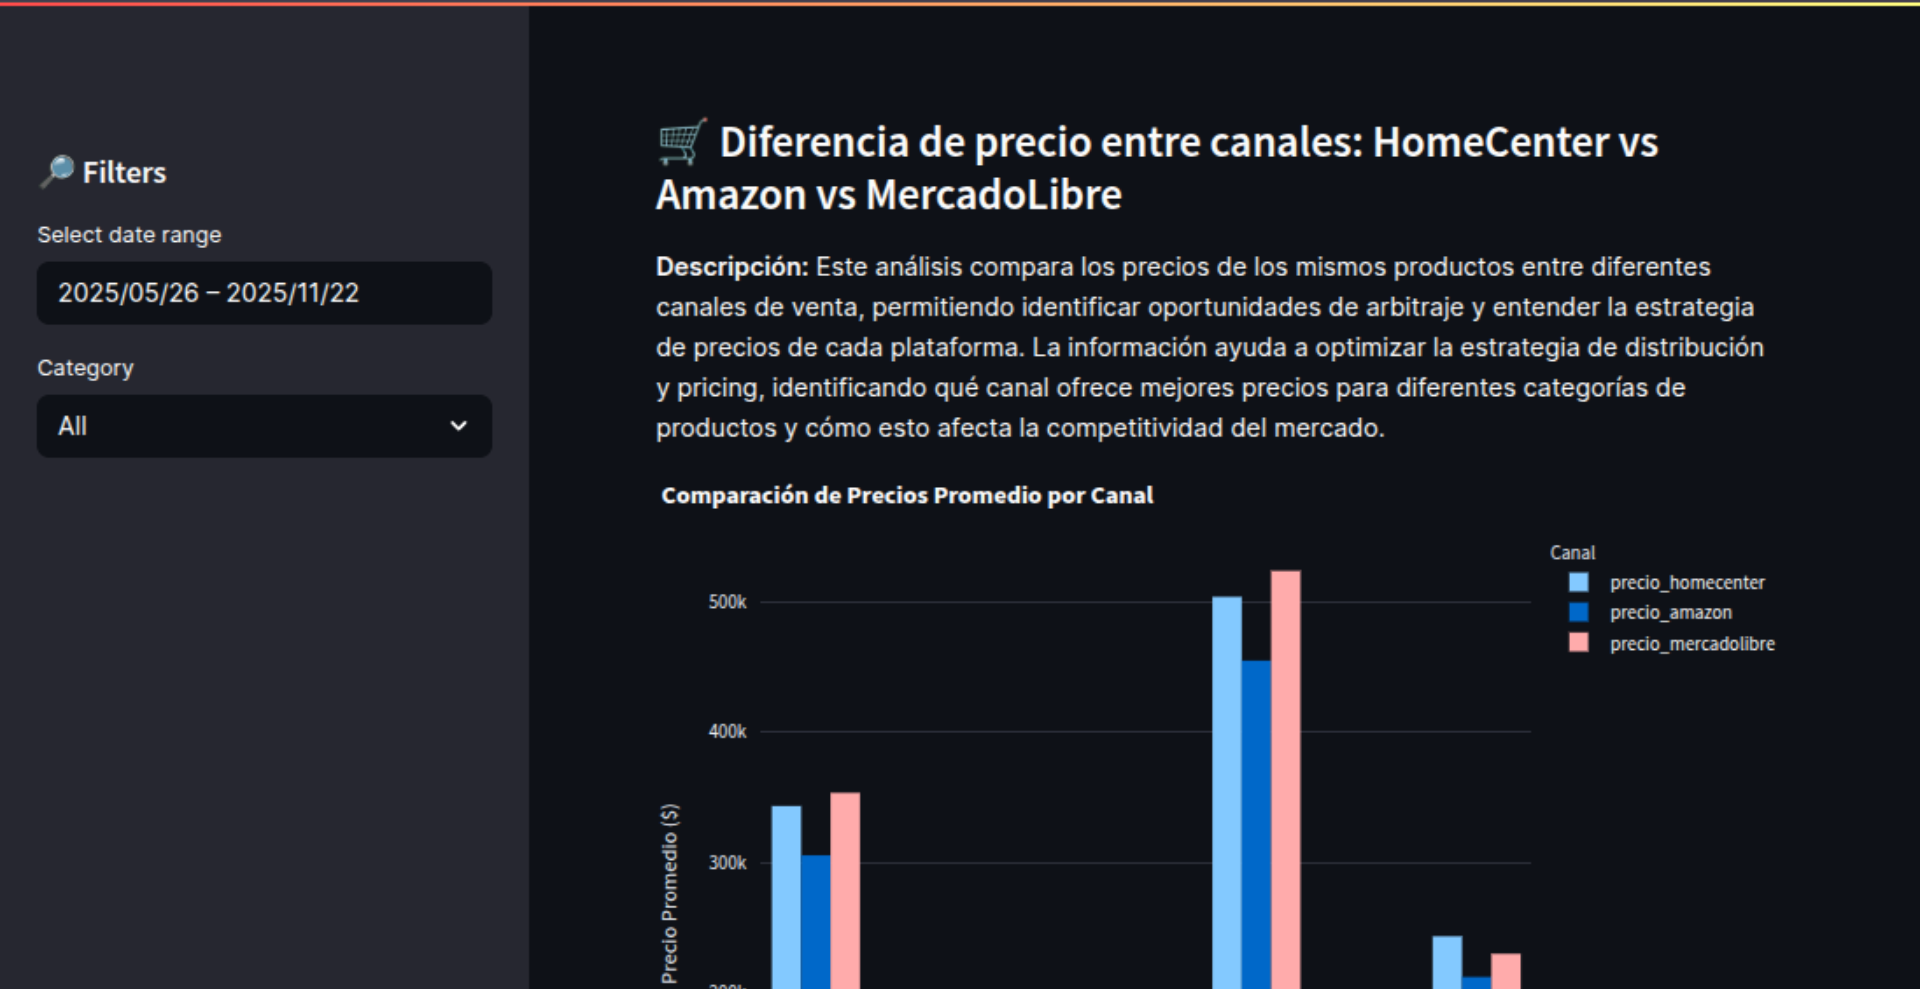 🔎 Filters
Select date range
2025/05/26 – 2025/11/22
Category
All
🛒 Diferencia de precio entre canales: HomeCenter vs
Amazon vs MercadoLibre
Descripción: Este análisis compara los precios de los mismos productos entre diferentes
canales de venta, permitiendo identificar oportunidades de arbitraje y entender la estrategia
de precios de cada plataforma. La información ayuda a optimizar la estrategia de distribución
y pricing, identificando qué canal ofrece mejores precios para diferentes categorías de
productos y cómo esto afecta la competitividad del mercado.
Comparación de Precios Promedio por Canal
Canal
precio_homecenter
precio_amazon
precio_mercadolibre
500k
400k
300k
Precio Promedio ($)